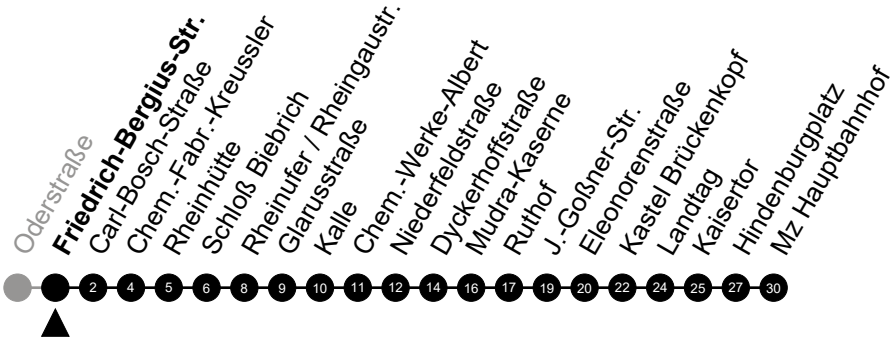 Oderstraße
Friedrich-Bergius-Str.
Carl-Bosch-Straße
Chem.-Fabr.-Kreussler
Rheinhütte
Schloß Biebrich
Rheinufer / Rheingaustr.
Glarusstraße
Kalle
Chem.-Werke-Albert
Niederfeldstraße
Dyckerhoffstraße
Mudra-Kaserne
Ruthof
J.-Goßner-Str.
Eleonorenstraße
Kastel Brückenkopf
Landtag
Kaisertor
Hindenburgplatz
Mz Hauptbahnhof
2 4 5 6 8 9 10 11 12 14 16 17 19 20 22 24 25 27 30